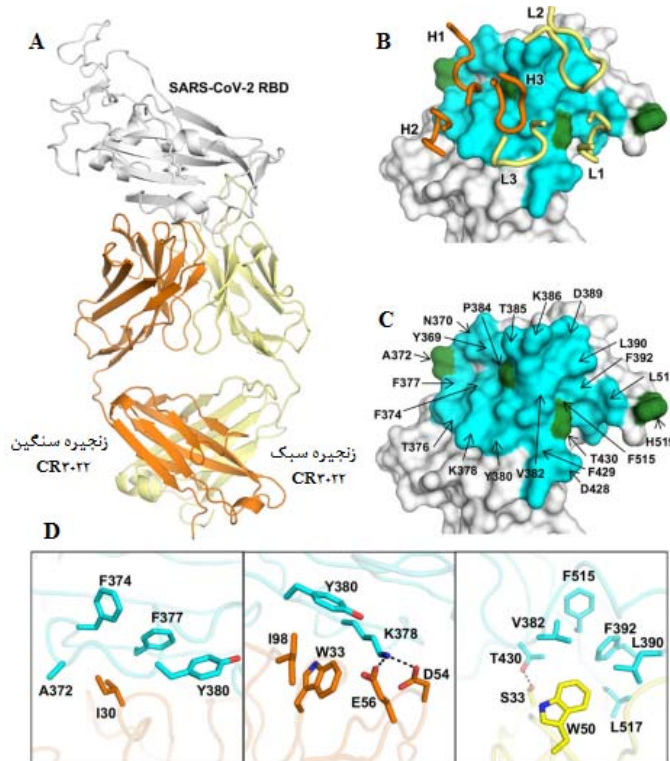 A
SARS-CoV-2 RBD
زنجیره سنگین
CR۳۰۲۲
زنجیره سبک
CR۳۰۲۲
B
H1
L2
H3
H2
L3
L1
C
P384
T385
K386
D389
N370
Y369
A372
F377
F374
T376
K378
Y380
V382
L390
F392
L51
H519
T430
F515
F429
D428
D
F374
F377
A372
Y380
I30
Y380
K378
I98
W33
D54
E56
F515
V382
F392
L390
T430
S33
L517
W50